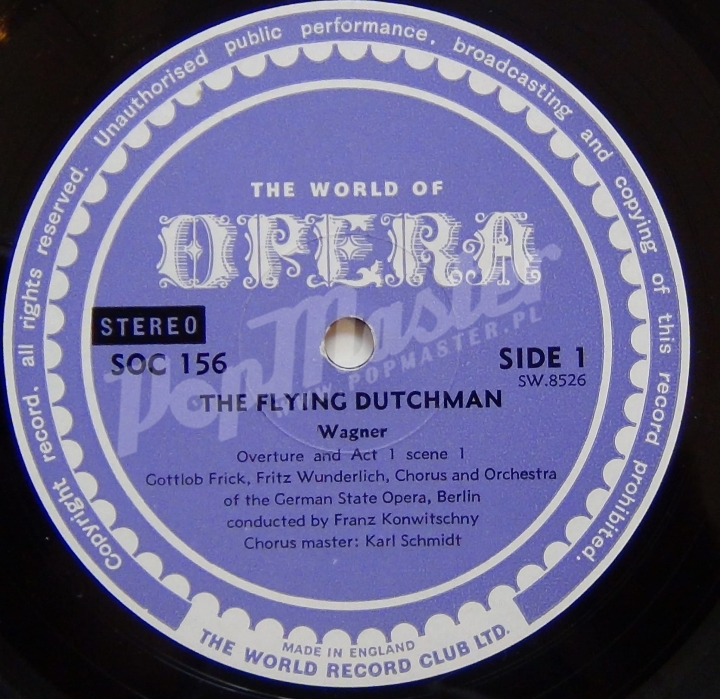 Copyright record, all rights reserved. Unauthorised public performance, broadcasting and copying of this record prohibited.
THE WORLD OF
OPERA
STEREO
SOC 156
SIDE 1
SW.8526
THE FLYING DUTCHMAN
Wagner
Overture and Act 1 scene 1
Gottlob Frick, Fritz Wunderlich, Chorus and Orchestra
of the German State Opera, Berlin
conducted by Franz Konwitschny
Chorus master: Karl Schmidt
MADE IN ENGLAND
THE WORLD RECORD CLUB LTD.
PopMaster
WWW.POPMASTER.PL